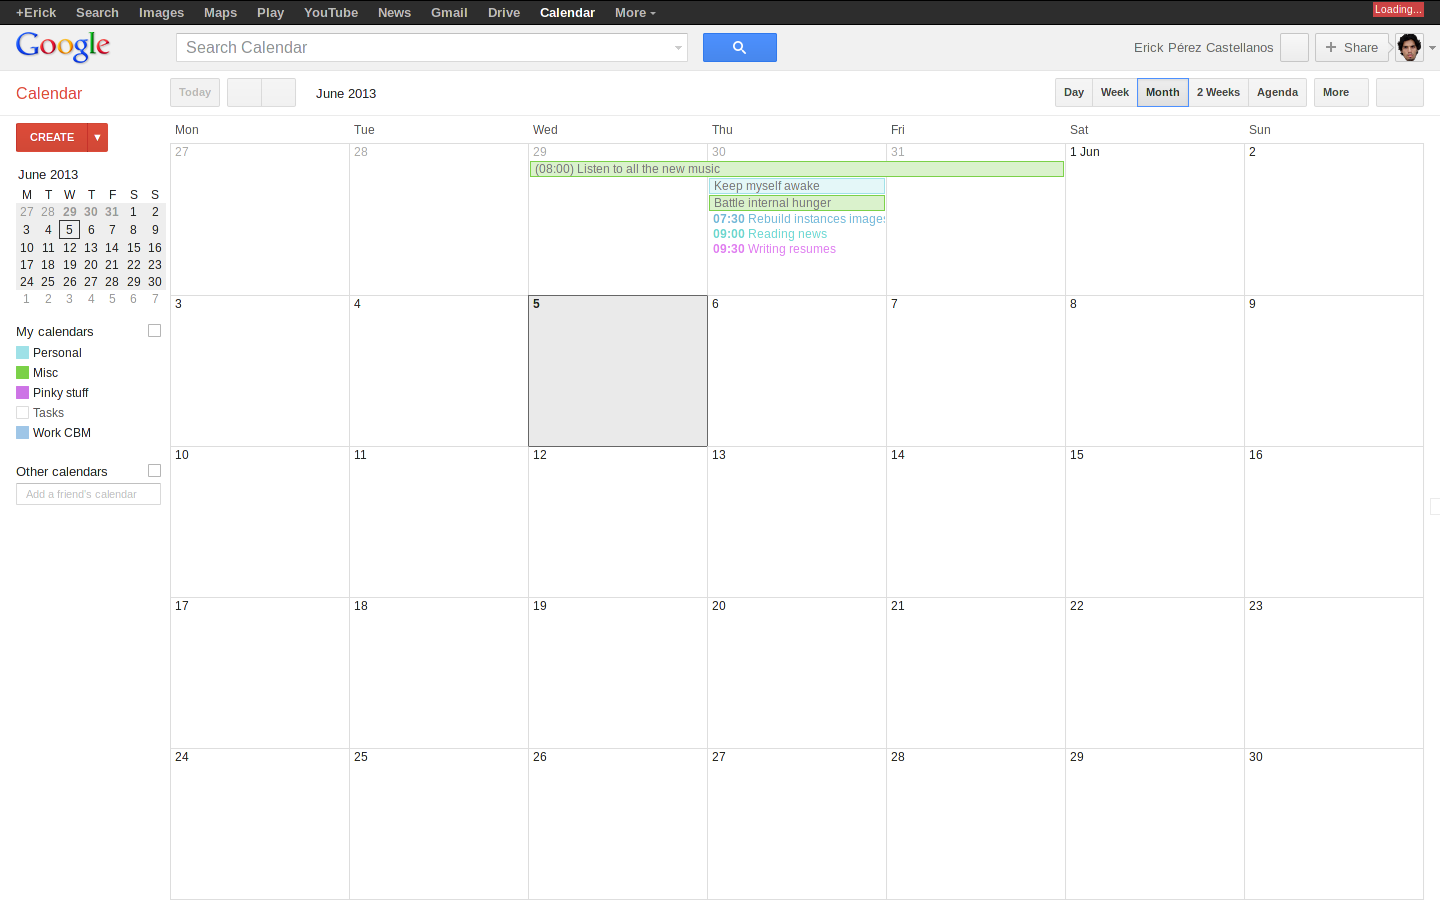 +Erick Search Images Maps Play YouTube News Gmail Drive Calendar More
Loading...
Google
Search Calendar
Erick Pérez Castellanos
+ Share
Calendar
Today
June 2013
Day Week Month 2 Weeks Agenda More
CREATE
June 2013
M T W T F S S
27 28 29 30 31 1 2
3 4 5 6 7 8 9
10 11 12 13 14 15 16
17 18 19 20 21 22 23
24 25 26 27 28 29 30
1 2 3 4 5 6 7
My calendars
Personal
Misc
Pinky stuff
Tasks
Work CBM
Other calendars
Add a friend's calendar
Mon Tue Wed Thu Fri Sat Sun
27 28 29 30 31 1 Jun 2
(08:00) Listen to all the new music
Keep myself awake
Battle internal hunger
07:30 Rebuild instances images
09:00 Reading news
09:30 Writing resumes
3 4 5 6 7 8 9
10 11 12 13 14 15 16
17 18 19 20 21 22 23
24 25 26 27 28 29 30